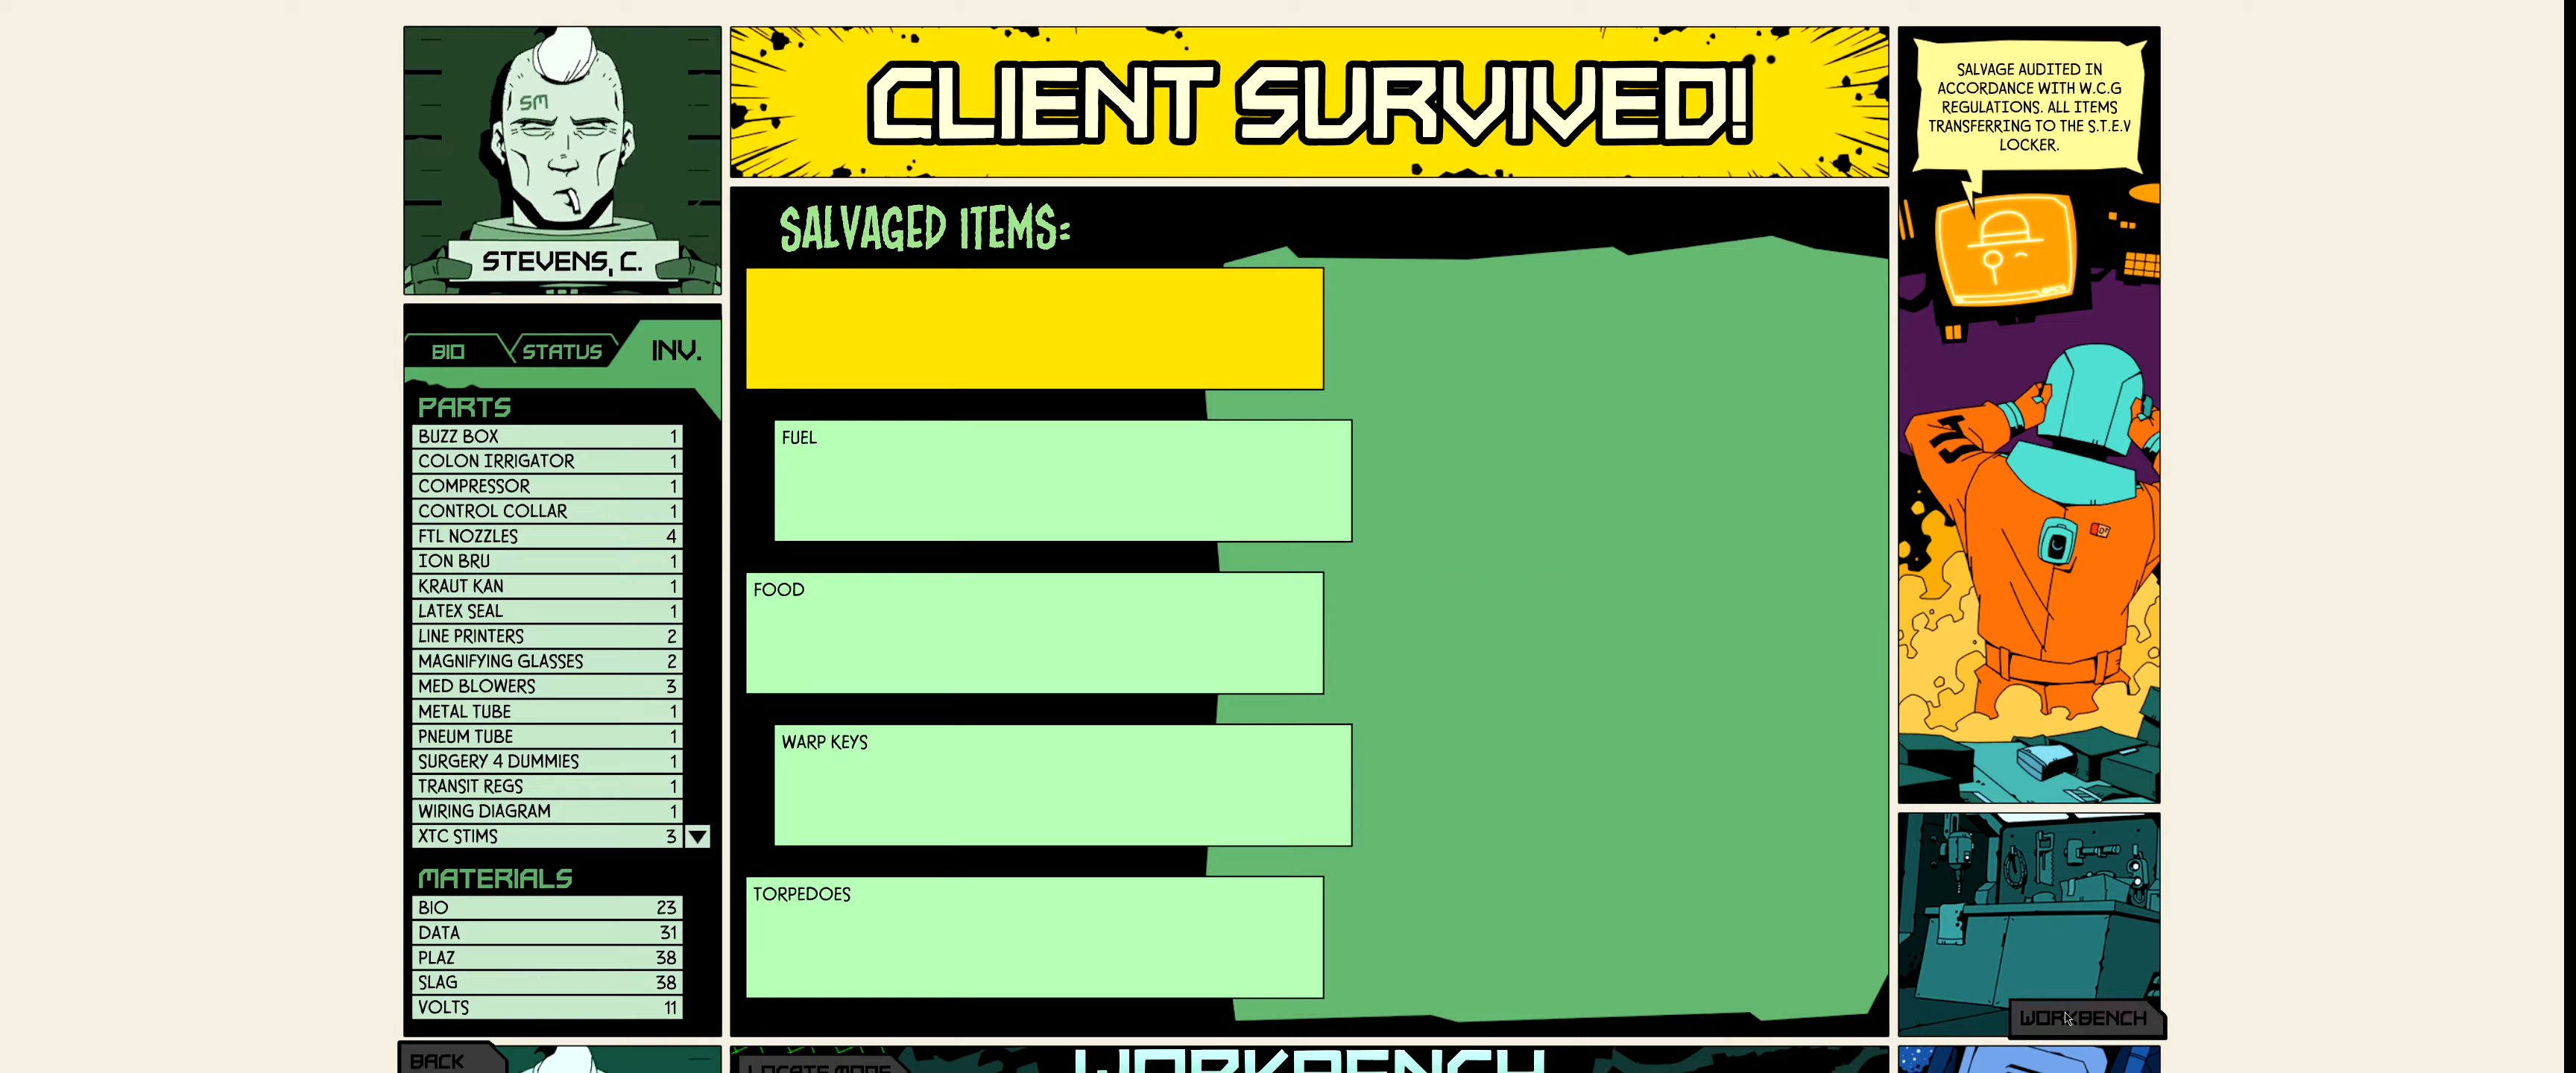 SM
STEVENS, C.
BIO
STATUS
INV.
PARTS
BUZZ BOX 1
COLON IRRIGATOR 1
COMPRESSOR 1
CONTROL COLLAR 1
FTL NOZZLES 4
ION BRU 1
KRAUT KAN 1
LATEX SEAL 1
LINE PRINTERS 2
MAGNIFYING GLASSES 2
MED BLOWERS 3
METAL TUBE 1
PNEUM TUBE 1
SURGERY 4 DUMMIES 1
TRANSIT REGS 1
WIRING DIAGRAM 1
XTC STIMS 3
MATERIALS
BIO 23
DATA 31
PLAZ 38
SLAG 38
VOLTS 11
BACK
CLIENT SURVIVED!
SALVAGED ITEMS:
FUEL
FOOD
WARP KEYS
TORPEDOES
LOCATE MODE
WORKBENCH
SALVAGE AUDITED IN
ACCORDANCE WITH W.C.G
REGULATIONS. ALL ITEMS
TRANSFERRING TO THE S.T.E.V
LOCKER.
WORKBENCH